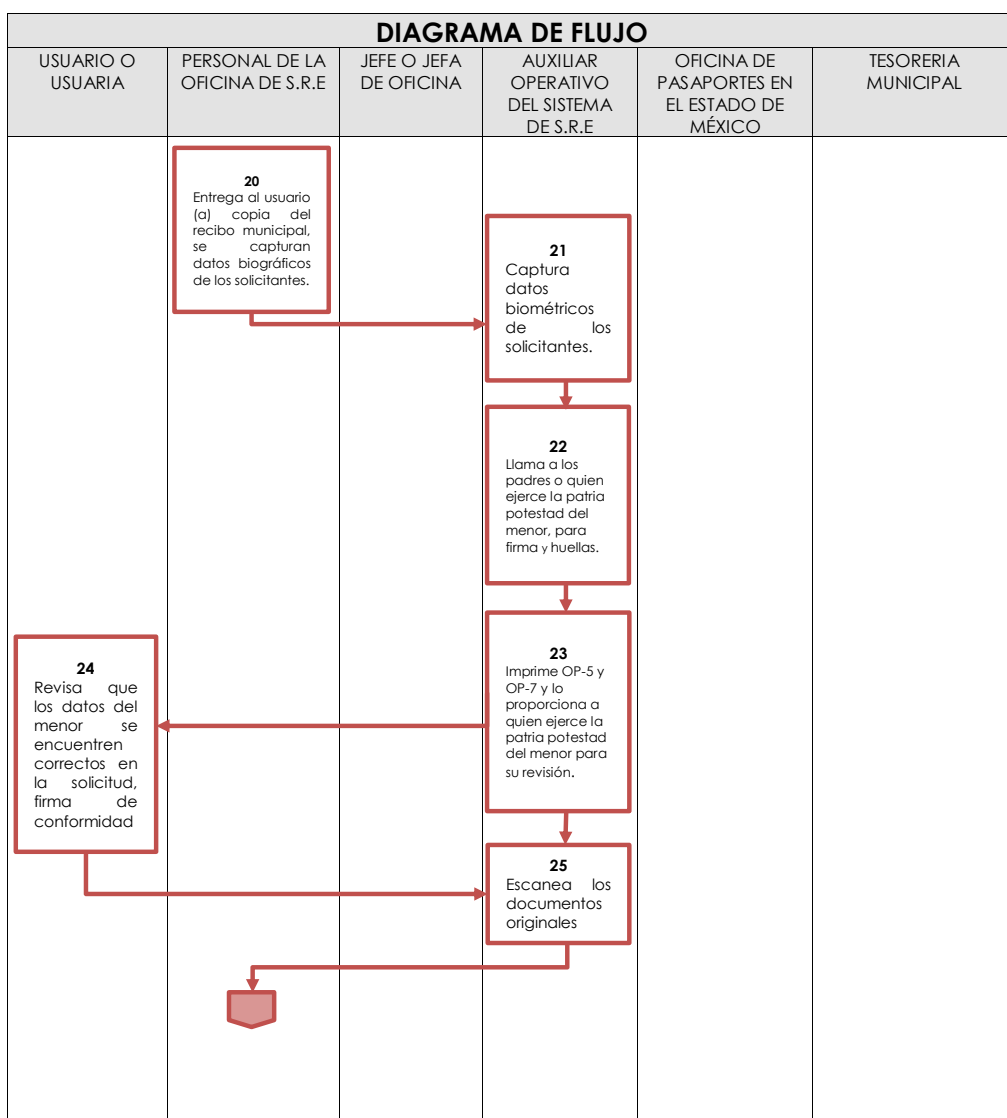 DIAGRAMA DE FLUJO
USUARIO O
USUARIA
PERSONAL DE LA
OFICINA DE S.R.E
JEFE O JEFA
DE OFICINA
AUXILIAR
OPERATIVO
DEL SISTEMA
DE S.R.E
OFICINA DE
PASAPORTES EN
EL ESTADO DE
MÉXICO
TESORERIA
MUNICIPAL
20
Entrega al usuario
(a) copia del
recibo municipal,
se capturan
datos biográficos
de los solicitantes.
21
Captura
datos
biométricos
de los
solicitantes.
22
Llama a los
padres o quien
ejerce la patria
potestad del
menor, para
firma y huellas.
23
Imprime OP-5 y
OP-7 y lo
proporciona a
quien ejerce la
patria potestad
del menor para
su revisión.
24
Revisa que
los datos del
menor se
encuentren
correctos en
la solicitud,
firma de
conformidad
25
Escanea los
documentos
originales